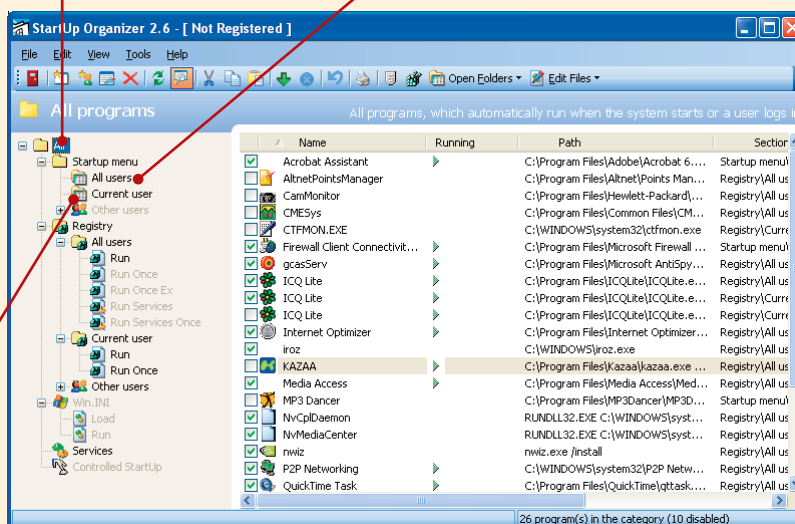 StartUp Organizer 2.6 - [ Not Registered ]
File Edit View Tools Help
Open Folders Edit Files
All programs
All programs, which automatically run when the system starts or a user logs in
All
Startup menu
All users
Current user
Other users
Registry
All users
Run
Run Once
Run Once Ex
Run Services
Run Services Once
Current user
Run
Run Once
Other users
Win.INI
Load
Run
Services
Controlled StartUp
Name Running Path Section
Acrobat Assistant C:\Program Files\Adobe\Acrobat 6.... Startup menu\
AltnetPointsManager C:\Program Files\Altnet\Points Man... Registry\All us
CamMonitor C:\Program Files\Hewlett-Packard\... Registry\All us
CMESys C:\Program Files\Common Files\CM... Registry\All us
CTFMON.EXE C:\WINDOWS\system32\ctfmon.exe Registry\Curre
Firewall Client Connectivit... C:\Program Files\Microsoft Firewall ... Startup menu\
gcasServ C:\Program Files\Microsoft AntiSpy... Registry\All us
ICQ Lite C:\Program Files\ICQLite\ICQLite.e... Registry\All us
ICQ Lite C:\Program Files\ICQLite\ICQLite.e... Registry\Curre
ICQ Lite C:\Program Files\ICQLite\ICQLite.e... Registry\Curre
Internet Optimizer C:\Program Files\Internet Optimizer... Registry\All us
iroz C:\WINDOWS\iroz.exe Registry\All us
KAZAA C:\Program Files\Kazaa\kazaa.exe ... Registry\All us
Media Access C:\Program Files\Media Access\Med... Registry\All us
MP3 Dancer C:\Program Files\MP3Dancer\MP3D... Startup menu\
NvCplDaemon RUNDLL32.EXE C:\WINDOWS\syst... Registry\All us
NvMediaCenter RUNDLL32.EXE C:\WINDOWS\syst... Registry\All us
nwiz nwiz.exe /install Registry\All us
P2P Networking C:\WINDOWS\system32\P2P Netw... Registry\All us
QuickTime Task C:\Program Files\QuickTime\qttask.... Registry\All us
26 program(s) in the category (10 disabled)